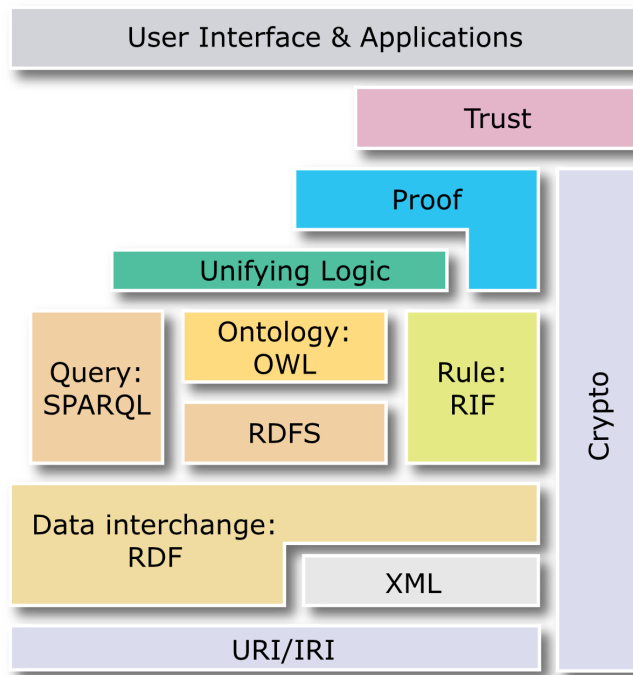 User Interface & Applications
Trust
Proof
Unifying Logic
Query:
SPARQL
Ontology:
OWL
RDFS
Rule:
RIF
Crypto
Data interchange:
RDF
XML
URI/IRI